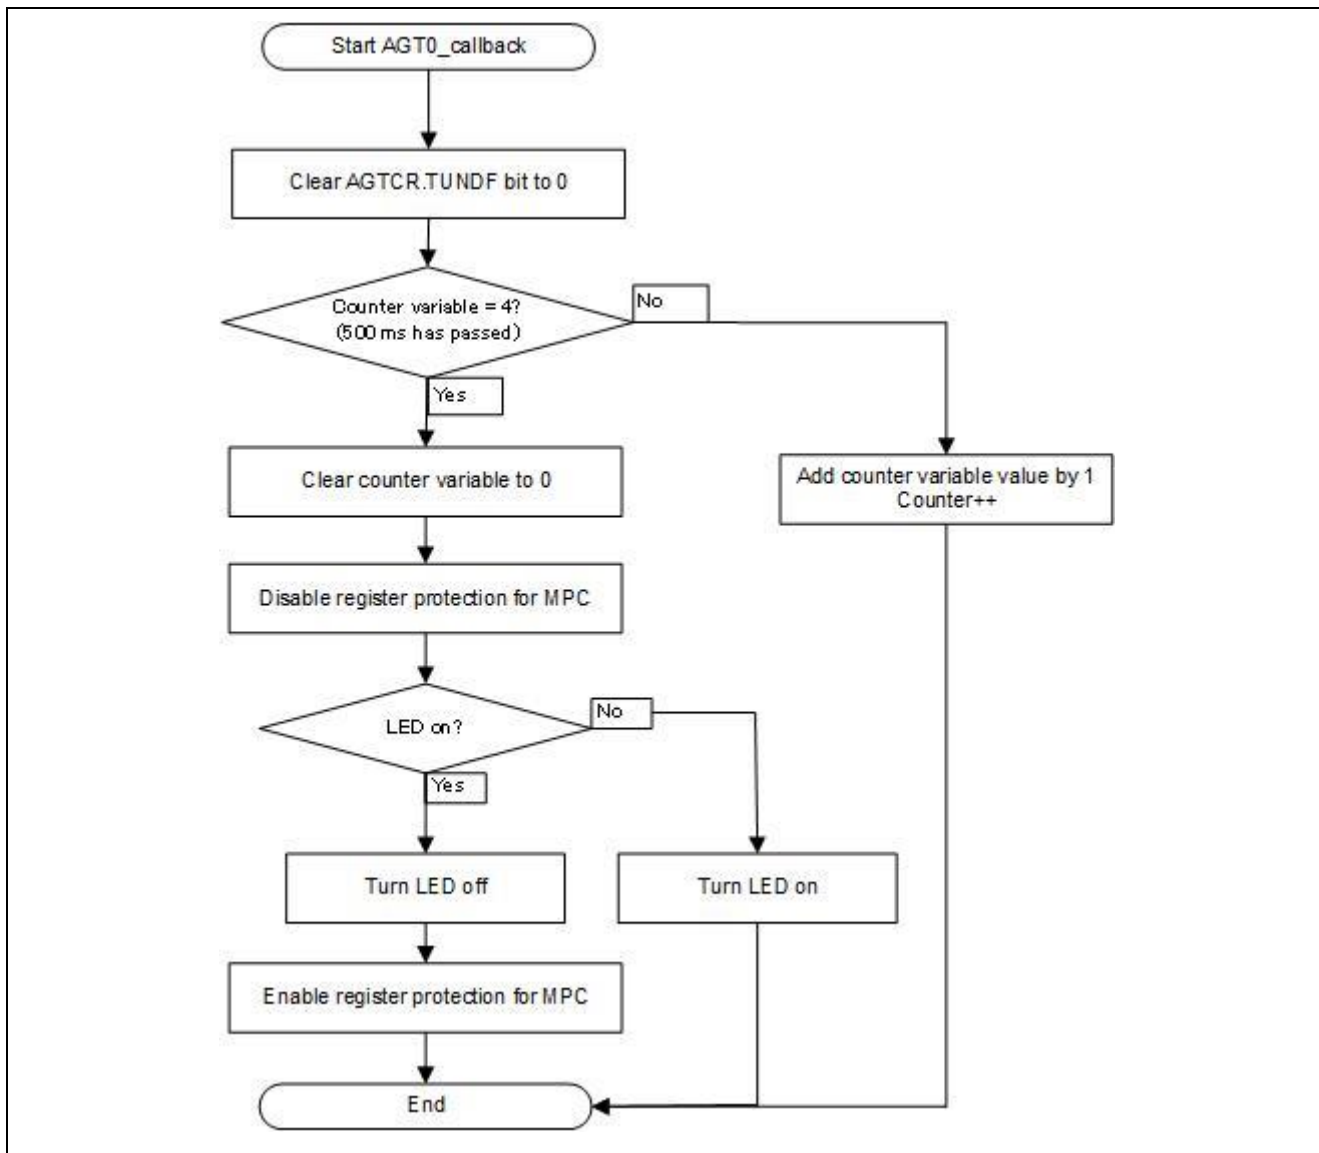 Start AGT0_callback
Clear AGTCR.TUNDF bit to 0
Counter variable = 4?
(500 ms has passed)
No
Yes
Clear counter variable to 0
Add counter variable value by 1
Counter++
Disable register protection for MPC
LED on?
No
Yes
Turn LED off
Turn LED on
Enable register protection for MPC
End